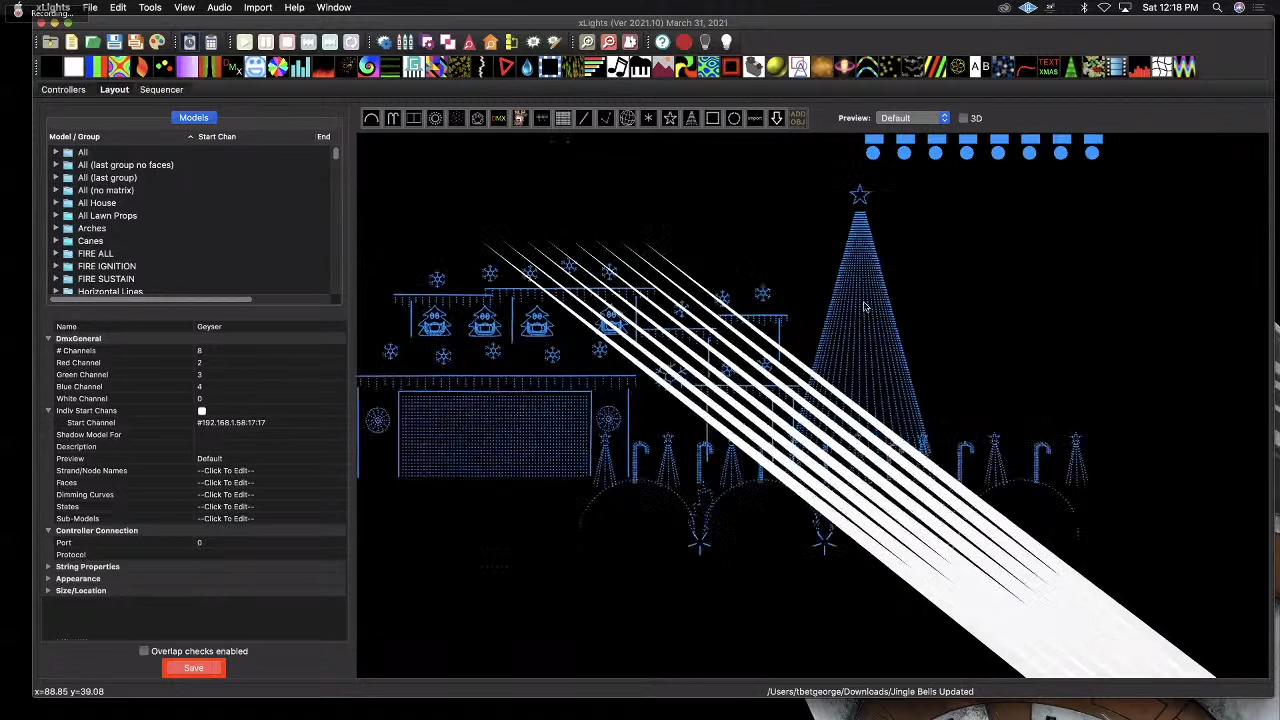 xLights File Edit Tools View Audio Import Help Window
Sat 12:18 PM
Recording...
xLights (Ver 2021.10) March 31, 2021
DMX
A B
TEXT XMAS
Controllers Layout Sequencer
Models
DMX
ADD OBJ
Preview: Default 3D
Model / Group Start Chan End
All
All (last group no faces)
All (last group)
All (no matrix)
All House
All Lawn Props
Arches
Canes
FIRE ALL
FIRE IGNITION
FIRE SUSTAIN
Horizontal Lines
Name Geyser
DmxGeneral
# Channels 8
Red Channel 2
Green Channel 3
Blue Channel 4
White Channel 0
Indiv Start Chans
Start Channel #192.168.1.58:17:17
Shadow Model For
Description
Preview Default
Strand/Node Names --Click To Edit--
Faces --Click To Edit--
Dimming Curves --Click To Edit--
States --Click To Edit--
Sub-Models --Click To Edit--
Controller Connection
Port 0
Protocol
String Properties
Appearance
Size/Location
Overlap checks enabled
Save
x=88.85 y=39.08
/Users/tbetgeorge/Downloads/Jingle Bells Updated